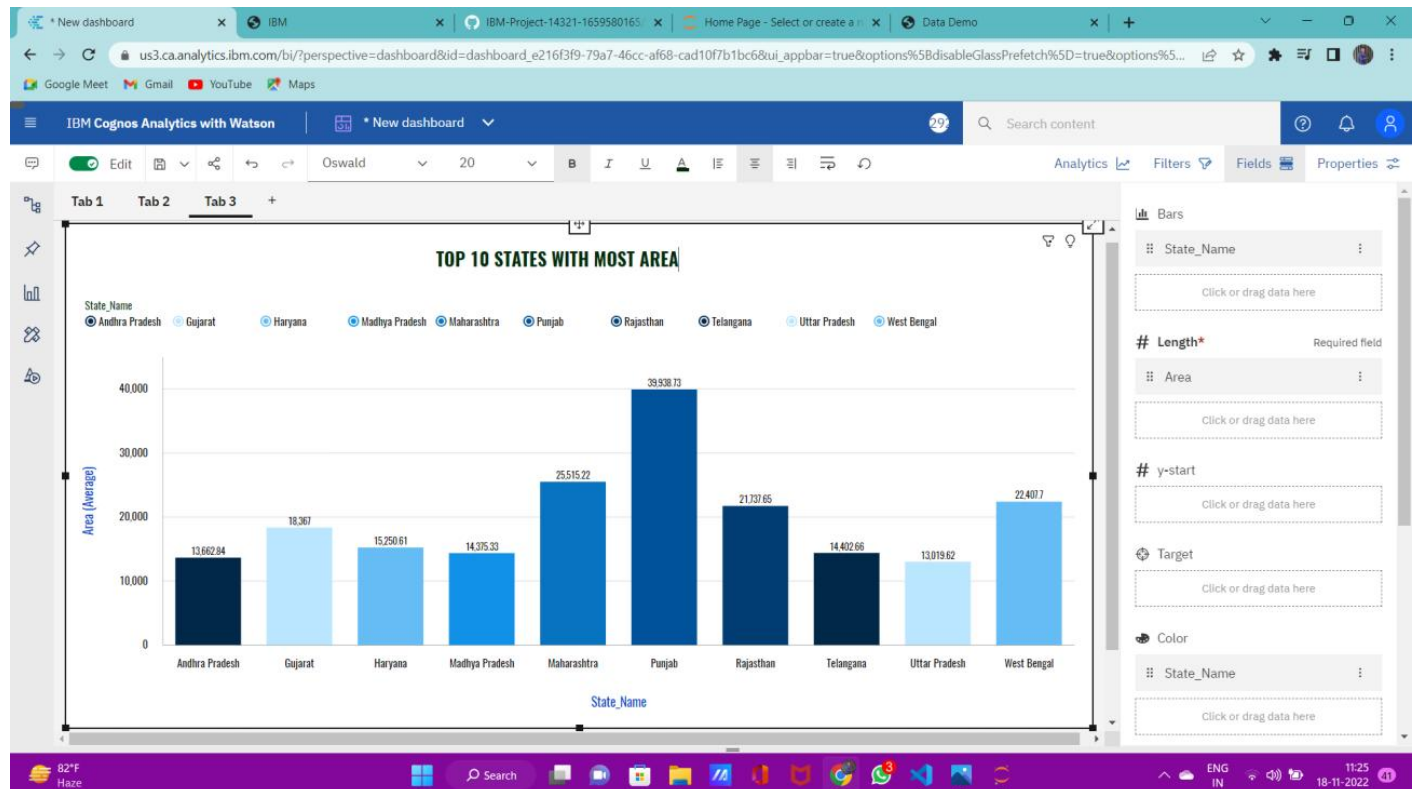 * New dashboard
IBM
IBM-Project-14321-1659580165/
Home Page - Select or create a n
Data Demo
us3.ca.analytics.ibm.com/bi/?perspective=dashboard&id=dashboard_e216f3f9-79a7-46cc-af68-cad10f7b1bc6&ui_appbar=true&options%5BdisableGlassPrefetch%5D=true&options%5...
Google Meet Gmail YouTube Maps
IBM Cognos Analytics with Watson
* New dashboard
Search content
Edit
Oswald
20
B I U A
Analytics
Filters
Fields
Properties
Tab 1 Tab 2 Tab 3 +
TOP 10 STATES WITH MOST AREA
State_Name
Andhra Pradesh Gujarat Haryana Madhya Pradesh Maharashtra Punjab Rajasthan Telangana Uttar Pradesh West Bengal
Area (Average)
40,000
30,000
20,000
10,000
0
13,662.84
18,367
15,250.61
14,375.33
25,515.22
39,938.73
21,737.65
14,402.66
13,019.62
22,407.7
Andhra Pradesh Gujarat Haryana Madhya Pradesh Maharashtra Punjab Rajasthan Telangana Uttar Pradesh West Bengal
State_Name
Bars
State_Name
Click or drag data here
# Length* Required field
Area
Click or drag data here
# y-start
Click or drag data here
Target
Click or drag data here
Color
State_Name
Click or drag data here
82°F
Haze
Search
3
ENG
IN
11:25
18-11-2022
41